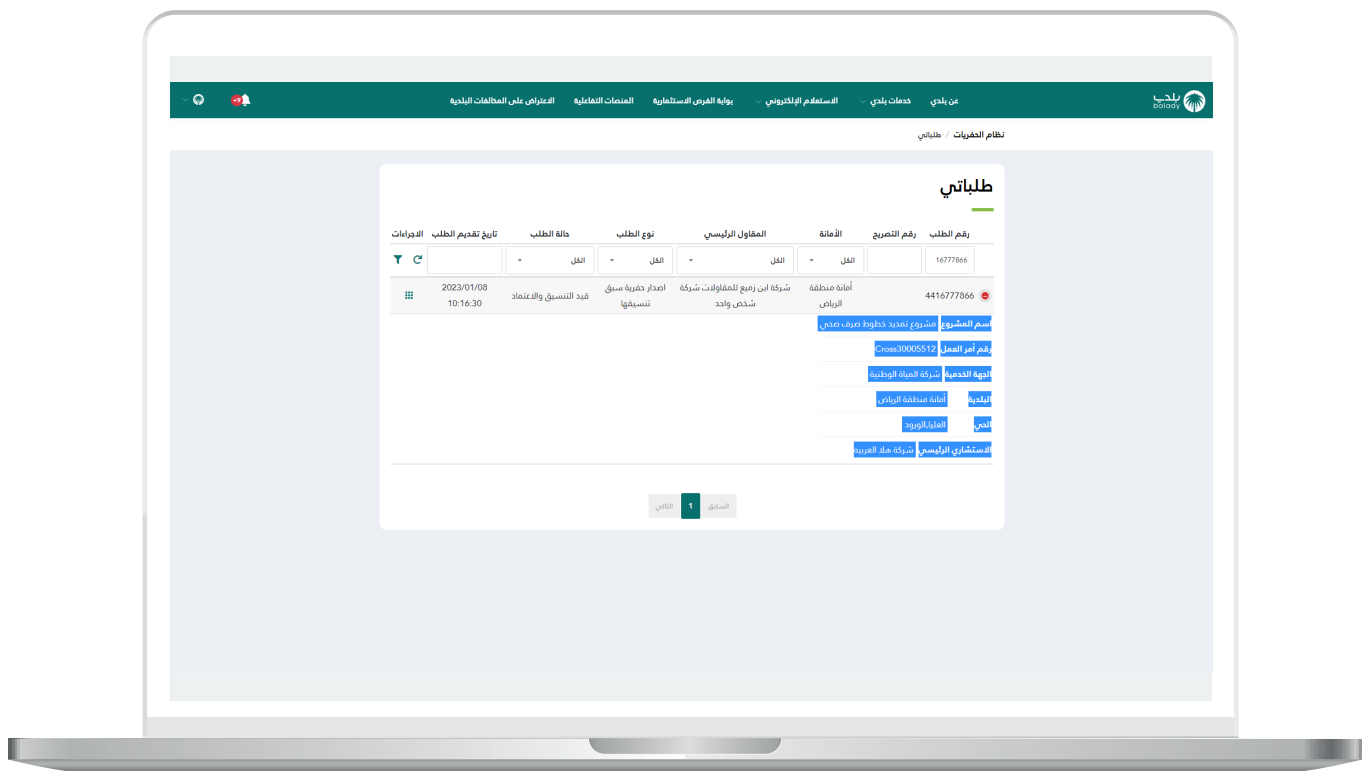 بلدي
balady
عن بلدي خدمات بلدي الاستعلام الإلكتروني بوابة الفرص الاستثمارية المنصات التفاعلية الاعتراض على المخالفات البلدية
+9
نظام الحفريات / طلباتي
طلباتي
رقم الطلب رقم التصريح الأمانة المقاول الرئيسي نوع الطلب حالة الطلب تاريخ تقديم الطلب الاجراءات
16777866 الكل الكل الكل الكل
4416777866 أمانة منطقة الرياض شركة ابن زميع للمقاولات شركة شخص واحد اصدار حفرية سبق تنسيقها قيد التنسيق والاعتماد 2023/01/08 10:16:30
اسم المشروع مشروع تمديد خطوط صرف صحي
رقم أمر العمل Cross30005512
الجهة الخدمية شركة المياة الوطنية
البلدية أمانة منطقة الرياض
الحي العليا,الورود
الاستشاري الرئيسي شركة هلا العربيه
السابق 1 التالي